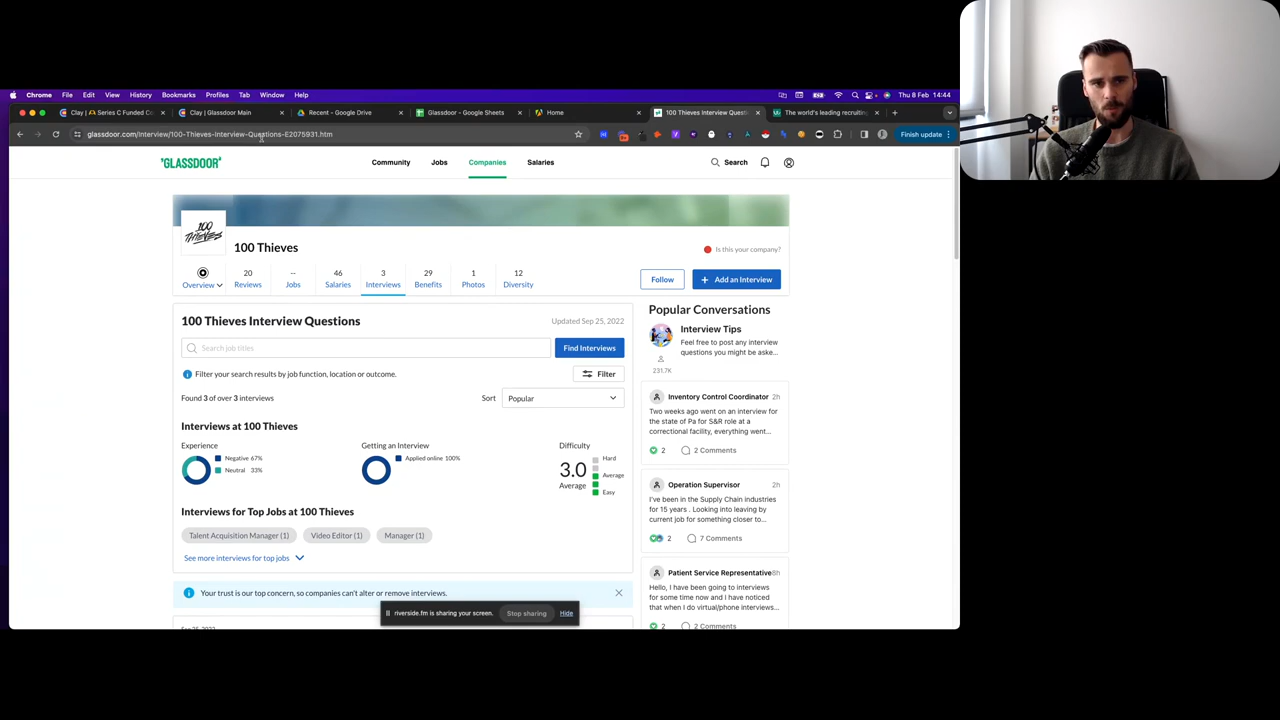 Chrome File Edit View History Bookmarks Profiles Tab Window Help
Thu 8 Feb 14:44
Clay | Series C Funded Co
Clay | Glassdoor Main
Recent - Google Drive
Glassdoor - Google Sheets
Home
100 Thieves Interview Questi
The world's leading recruiting
glassdoor.com/Interview/100-Thieves-Interview-Questions-E2075931.htm
Finish update
GLASSDOOR
Community Jobs Companies Salaries
Search
100 THIEVES
100 Thieves
Is this your company?
20 -- 46 3 29 1 12
Overview Reviews Jobs Salaries Interviews Benefits Photos Diversity
Follow
+ Add an Interview
100 Thieves Interview Questions
Updated Sep 25, 2022
Search job titles
Find Interviews
Filter your search results by job function, location or outcome.
Filter
Found 3 of over 3 interviews
Sort
Popular
Interviews at 100 Thieves
Experience
Negative 67%
Neutral 33%
Getting an Interview
Applied online 100%
Difficulty
3.0
Average
Hard
Average
Easy
Interviews for Top Jobs at 100 Thieves
Talent Acquisition Manager (1)
Video Editor (1)
Manager (1)
See more interviews for top jobs
Your trust is our top concern, so companies can't alter or remove interviews.
Sep 25, 2022
Popular Conversations
Interview Tips
Feel free to post any interview
questions you might be aske...
231.7K
Inventory Control Coordinator 2h
Two weeks ago went on an interview for
the state of Pa for S&R role at a
correctional facility, everything went...
2 2 Comments
Operation Supervisor 2h
I've been in the Supply Chain industries
for 15 years . Looking into leaving by
current job for something closer to...
2 7 Comments
Patient Service Representative 8h
Hello, I have been going to interviews
for some time now and I have noticed
that when I do virtual/phone interviews...
2 2 Comments
riverside.fm is sharing your screen.
Stop sharing
Hide